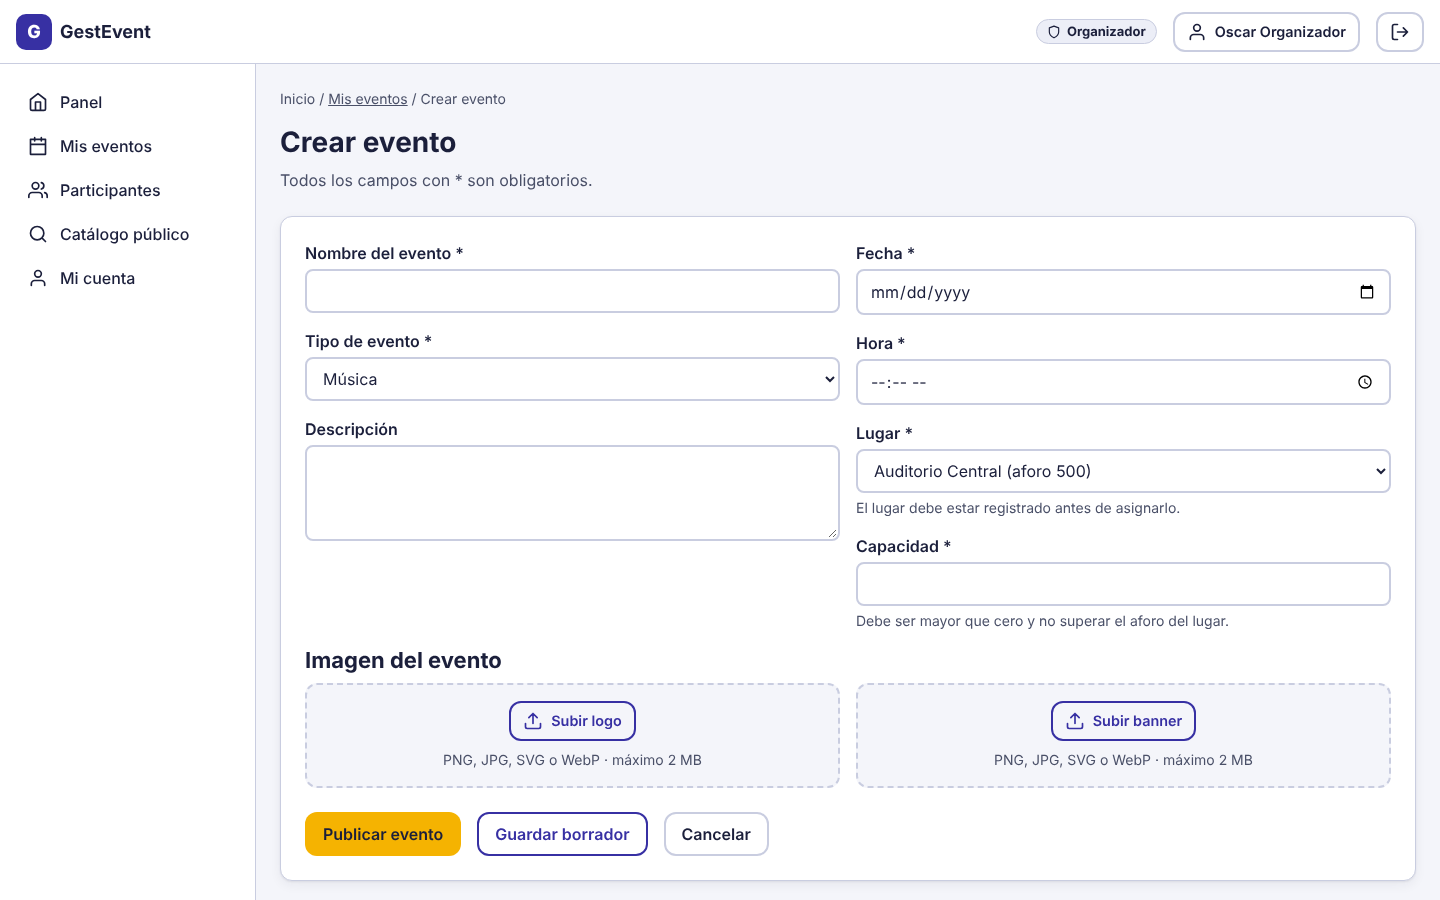 G GestEvent
Organizador
Oscar Organizador
Panel
Mis eventos
Participantes
Catálogo público
Mi cuenta
Inicio / Mis eventos / Crear evento
Crear evento
Todos los campos con * son obligatorios.
Nombre del evento *
Tipo de evento *
Música
Descripción
Fecha *
mm/dd/yyyy
Hora *
--:-- --
Lugar *
Auditorio Central (aforo 500)
El lugar debe estar registrado antes de asignarlo.
Capacidad *
Debe ser mayor que cero y no superar el aforo del lugar.
Imagen del evento
Subir logo
PNG, JPG, SVG o WebP · máximo 2 MB
Subir banner
PNG, JPG, SVG o WebP · máximo 2 MB
Publicar evento
Guardar borrador
Cancelar